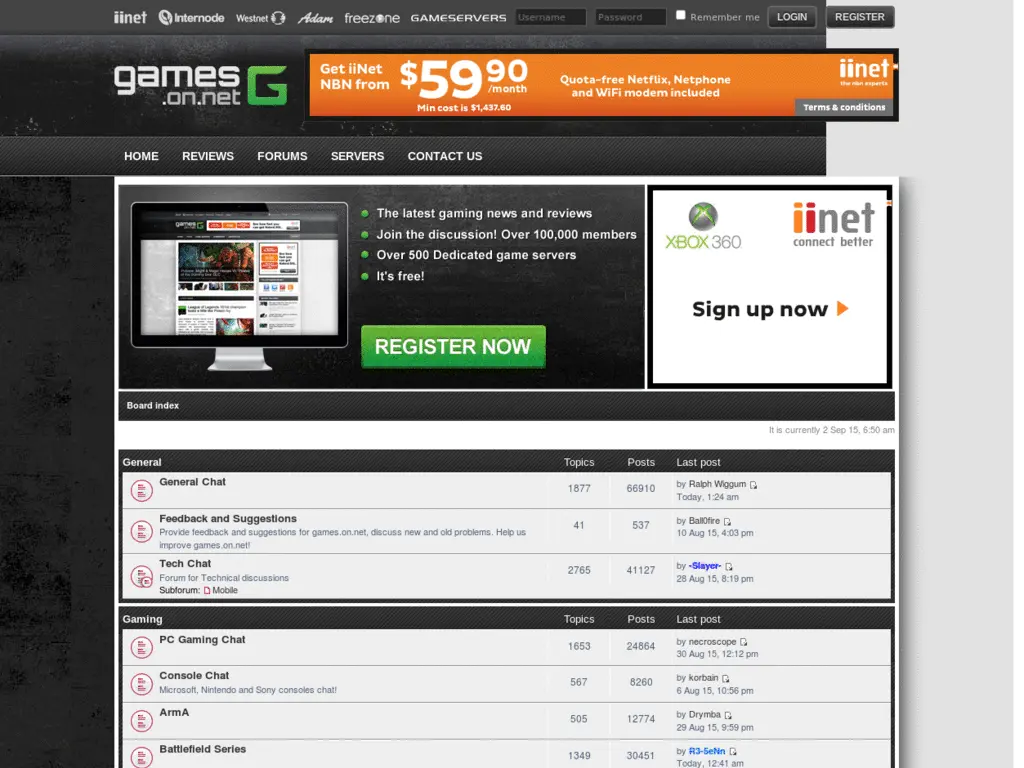 iinet Internode Westnet Adam freezone GAMESERVERS Username Password Remember me LOGIN REGISTER
games
.on.net
Get iiNet
NBN from
$59.90
/month
Min cost is $1,437.60
Quota-free Netflix, Netphone
and WiFi modem included
iinet
the nbn experts
Terms & conditions
HOME REVIEWS FORUMS SERVERS CONTACT US
The latest gaming news and reviews
Join the discussion! Over 100,000 members
Over 500 Dedicated game servers
It's free!
REGISTER NOW
XBOX 360
iinet
connect better
Sign up now
Board index
It is currently 2 Sep 15, 6:50 am
General Topics Posts Last post
General Chat 1877 66910 by Ralph Wiggum
Today, 1:24 am
Feedback and Suggestions 41 537 by Ball0fire
Provide feedback and suggestions for games.on.net, discuss new and old problems. Help us 10 Aug 15, 4:03 pm
improve games.on.net!
Tech Chat 2765 41127 by -Slayer-
Forum for Technical discussions 28 Aug 15, 8:19 pm
Subforum: Mobile
Gaming Topics Posts Last post
PC Gaming Chat 1653 24864 by necroscope
30 Aug 15, 12:12 pm
Console Chat 567 8260 by korbain
Microsoft, Nintendo and Sony consoles chat! 6 Aug 15, 10:56 pm
ArmA 505 12774 by Drymba
29 Aug 15, 9:59 pm
Battlefield Series 1349 30451 by R3-5eNn
Today, 12:41 am